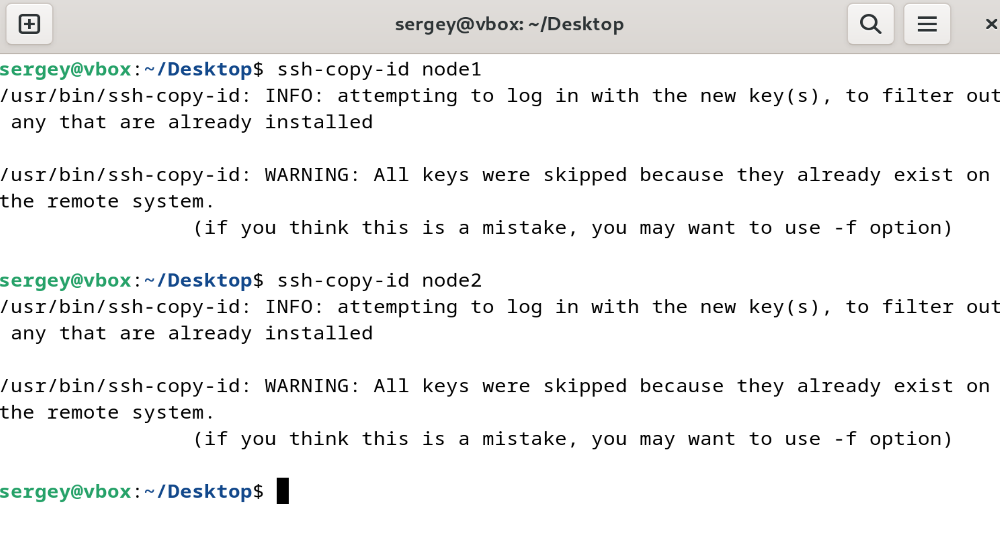 sergey@vbox: ~/Desktop
sergey@vbox:~/Desktop$ ssh-copy-id node1
/usr/bin/ssh-copy-id: INFO: attempting to log in with the new key(s), to filter out
any that are already installed
/usr/bin/ssh-copy-id: WARNING: All keys were skipped because they already exist on
the remote system.
(if you think this is a mistake, you may want to use -f option)
sergey@vbox:~/Desktop$ ssh-copy-id node2
/usr/bin/ssh-copy-id: INFO: attempting to log in with the new key(s), to filter out
any that are already installed
/usr/bin/ssh-copy-id: WARNING: All keys were skipped because they already exist on
the remote system.
(if you think this is a mistake, you may want to use -f option)
sergey@vbox:~/Desktop$